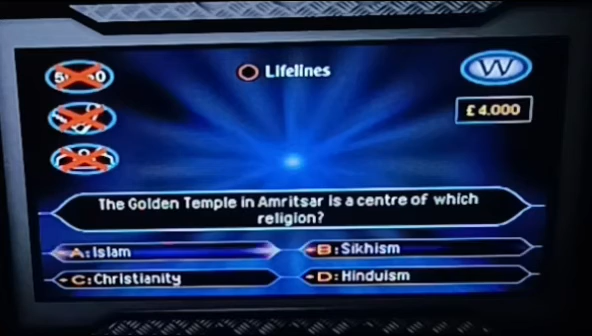 Lifelines
W
£4,000
The Golden Temple in Amritsar is a centre of which
religion?
A: Islam
B: Sikhism
C: Christianity
D: Hinduism